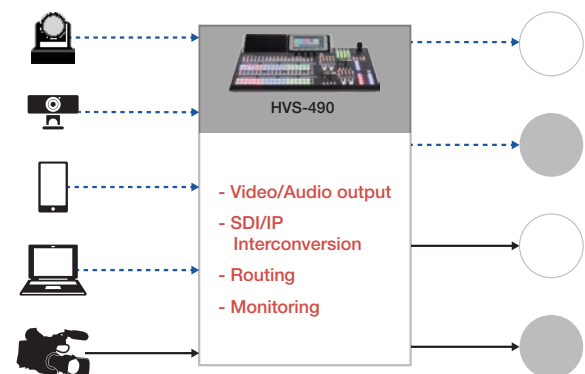 HVS-490
- Video/Audio output
- SDI/IP
Interconversion
- Routing
- Monitoring